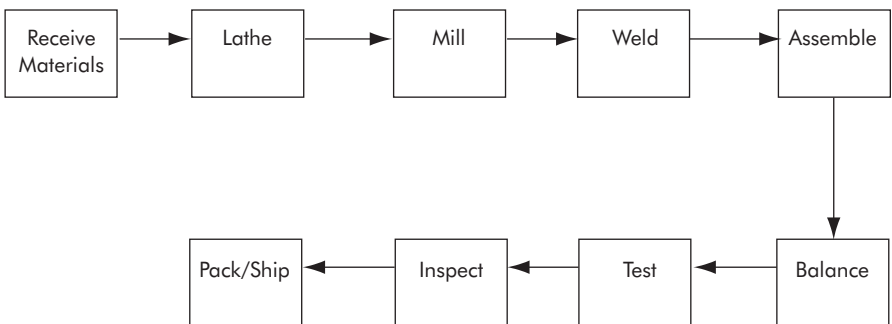 Receive
Materials
Lathe
Mill
Weld
Assemble
Pack/Ship
Inspect
Test
Balance